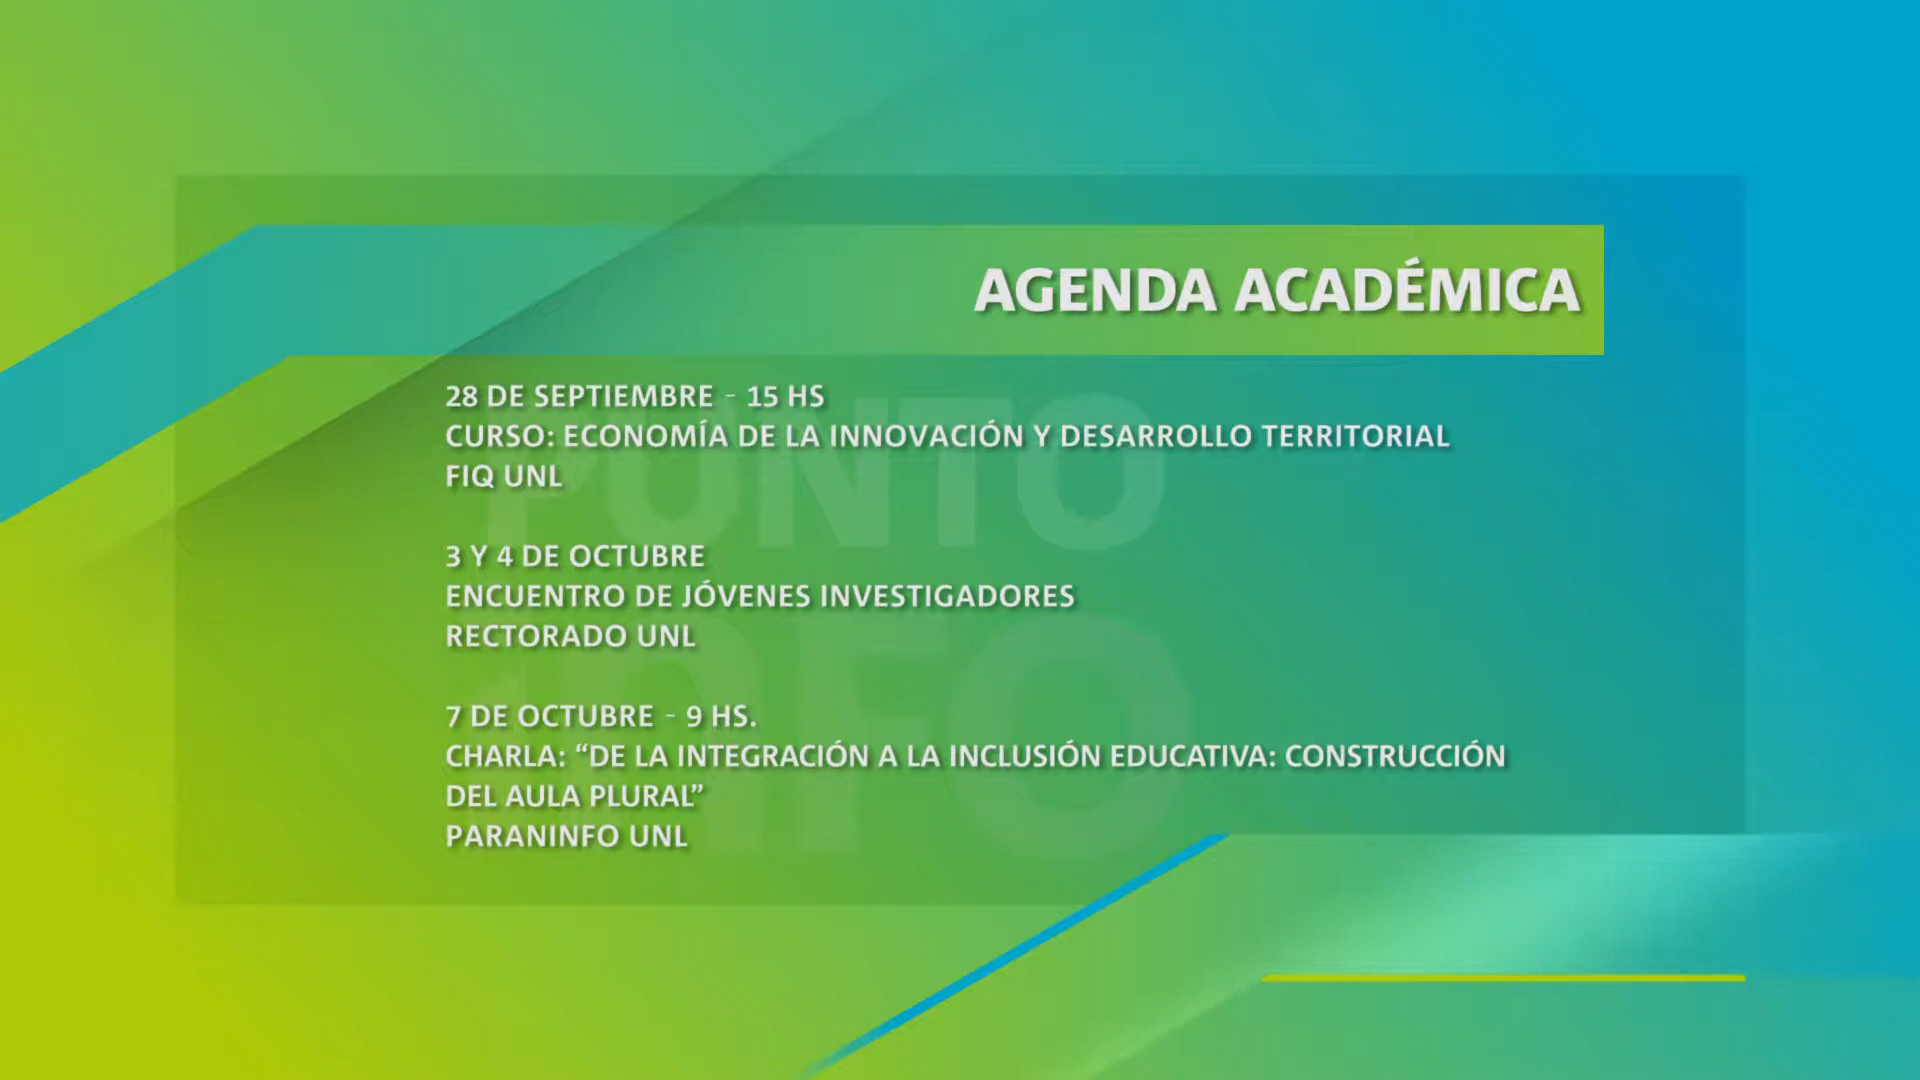 AGENDA ACADÉMICA
28 DE SEPTIEMBRE - 15 HS
CURSO: ECONOMÍA DE LA INNOVACIÓN Y DESARROLLO TERRITORIAL
FIQ UNL
3 Y 4 DE OCTUBRE
ENCUENTRO DE JÓVENES INVESTIGADORES
RECTORADO UNL
7 DE OCTUBRE - 9 HS.
CHARLA: “DE LA INTEGRACIÓN A LA INCLUSIÓN EDUCATIVA: CONSTRUCCIÓN
DEL AULA PLURAL”
PARANINFO UNL
PUNTO
INFO